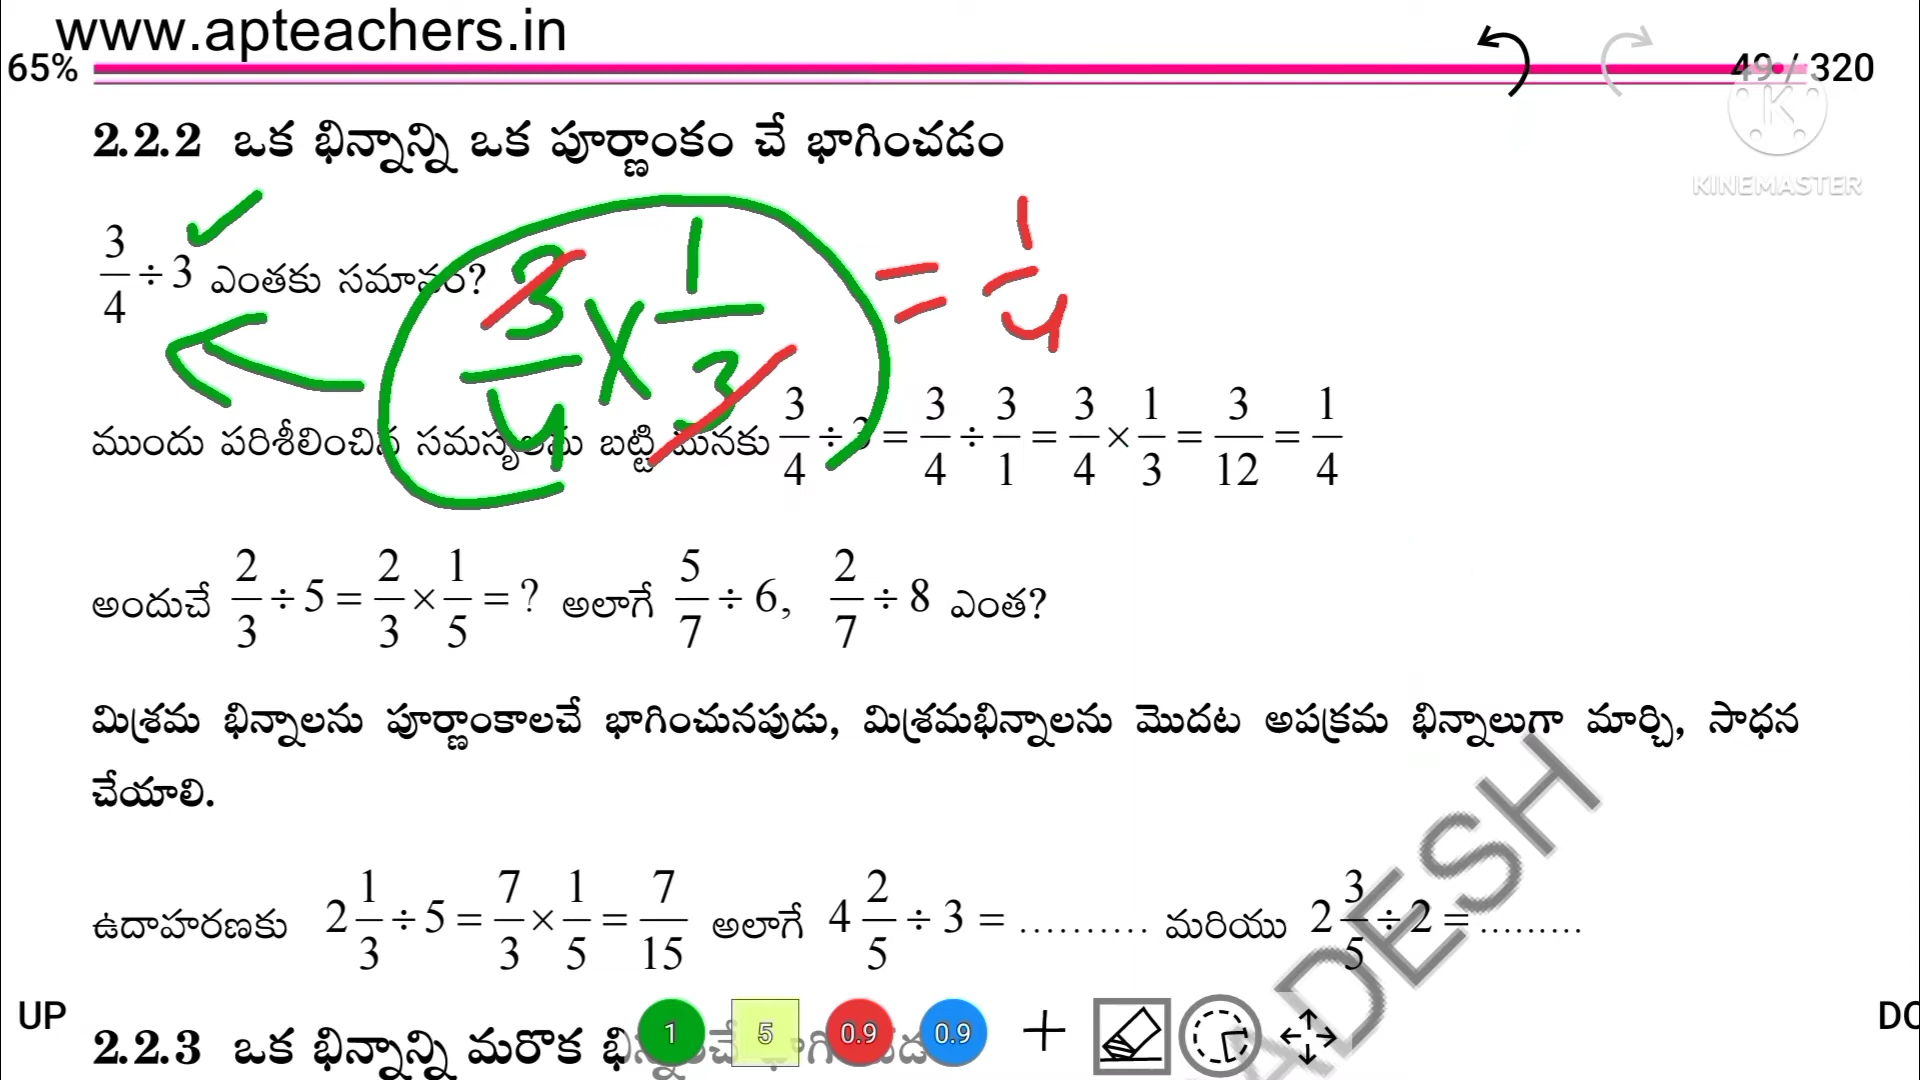 www.apteachers.in
65% 49 / 320
KINEMASTER
2.2.2 ఒక భిన్నాన్ని ఒక పూర్ణాంకం చే భాగించడం
3/4 ÷ 3 ఎంతకు సమానం?
3/4 × 1/3 = 1/4
ముందు పరిశీలించిన సమస్యలను బట్టి మనకు 3/4 ÷ 3 = 3/4 ÷ 3/1 = 3/4 × 1/3 = 3/12 = 1/4
అందుచే 2/3 ÷ 5 = 2/3 × 1/5 = ? అలాగే 5/7 ÷ 6, 2/7 ÷ 8 ఎంత?
మిశ్రమ భిన్నాలను పూర్ణాంకాలచే భాగించునపుడు, మిశ్రమభిన్నాలను మొదట అపక్రమ భిన్నాలుగా మార్చి, సాధన
చేయాలి.
ఉదాహరణకు 2 1/3 ÷ 5 = 7/3 × 1/5 = 7/15 అలాగే 4 2/5 ÷ 3 = .......... మరియు 2 3/5 ÷ 2 = .........
ADESH
UP 1 5 0.9 0.9 DO
2.2.3 ఒక భిన్నాన్ని మరొక